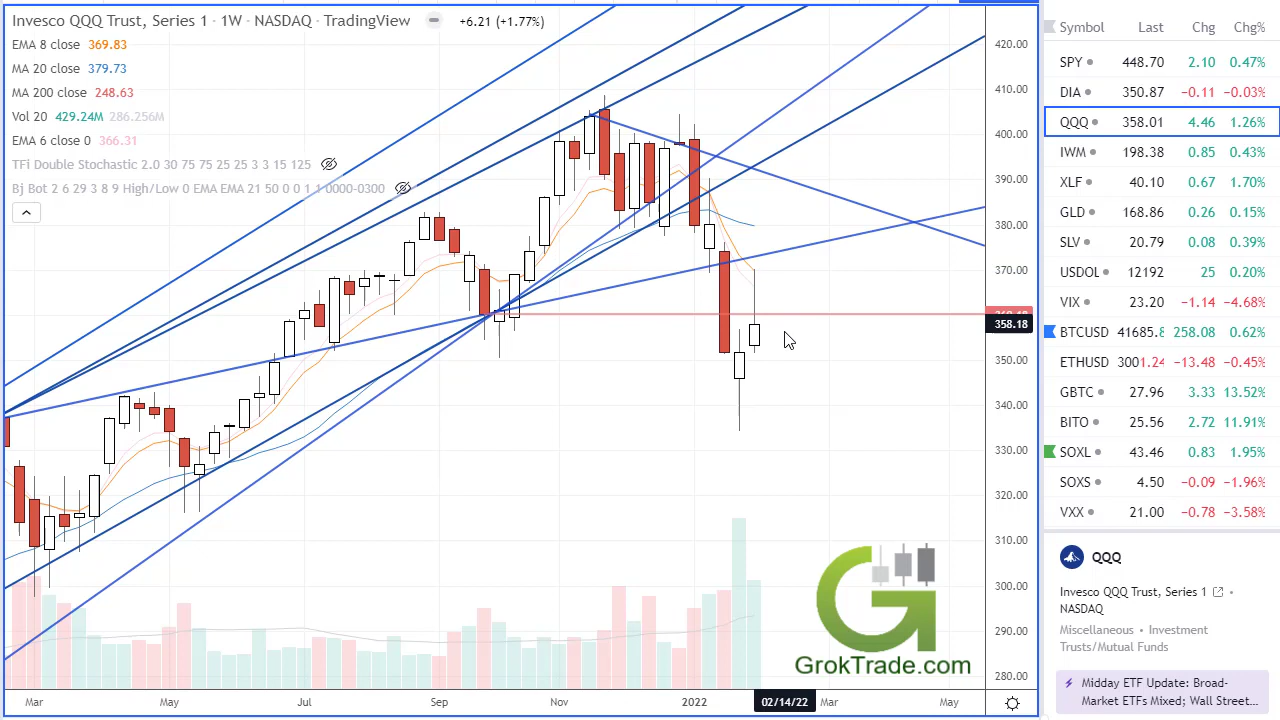 Invesco QQQ Trust, Series 1 · 1W · NASDAQ · TradingView +6.21 (+1.77%)
EMA 8 close 369.83
MA 20 close 379.73
MA 200 close 248.63
Vol 20 429.24M 286.256M
EMA 6 close 0 366.31
TFi Double Stochastic 2.0 30 75 75 25 25 3 3 15 125
Bj Bot 2 6 29 3 8 9 High/Low 0 EMA EMA 21 50 0 0 1 1 0000-0300
420.00
410.00
400.00
390.00
380.00
370.00
358.18
350.00
340.00
330.00
320.00
310.00
300.00
290.00
280.00
Mar May Jul Sep Nov 2022 02/14/22 Mar May
GrokTrade.com
Symbol Last Chg Chg%
SPY 448.70 2.10 0.47%
DIA 350.87 −0.11 −0.03%
QQQ 358.01 4.46 1.26%
IWM 198.38 0.85 0.43%
XLF 40.10 0.67 1.70%
GLD 168.86 0.26 0.15%
SLV 20.79 0.08 0.39%
USDOL 12192 25 0.20%
VIX 23.20 −1.14 −4.68%
BTCUSD 41685.8 258.08 0.62%
ETHUSD 3001.24 −13.48 −0.45%
GBTC 27.96 3.33 13.52%
BITO 25.56 2.72 11.91%
SOXL 43.46 0.83 1.95%
SOXS 4.50 −0.09 −1.96%
VXX 21.00 −0.78 −3.58%
QQQ
Invesco QQQ Trust, Series 1 •
NASDAQ
Miscellaneous • Investment
Trusts/Mutual Funds
Midday ETF Update: Broad-
Market ETFs Mixed; Wall Street...